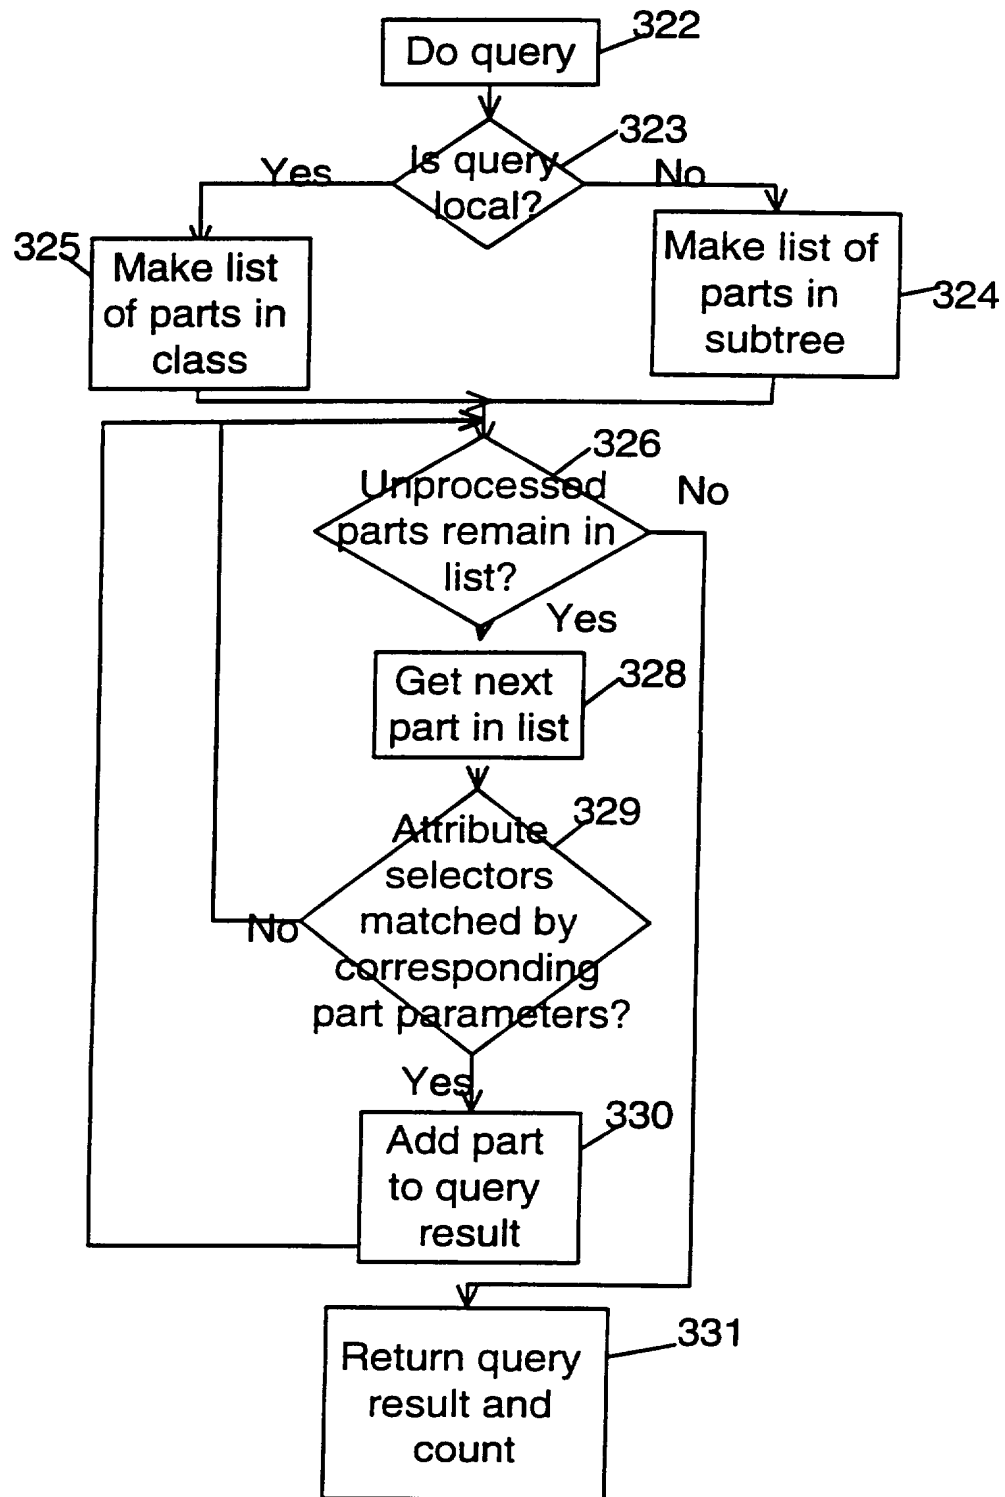 Do query
322
Is query
local?
323
Yes
No
325
Make list
of parts in
class
Make list of
parts in
subtree
324
326
Unprocessed
parts remain in
list?
No
Yes
Get next
part in list
328
329
Attribute
selectors
matched by
corresponding
part parameters?
No
Yes
330
Add part
to query
result
331
Return query
result and
count